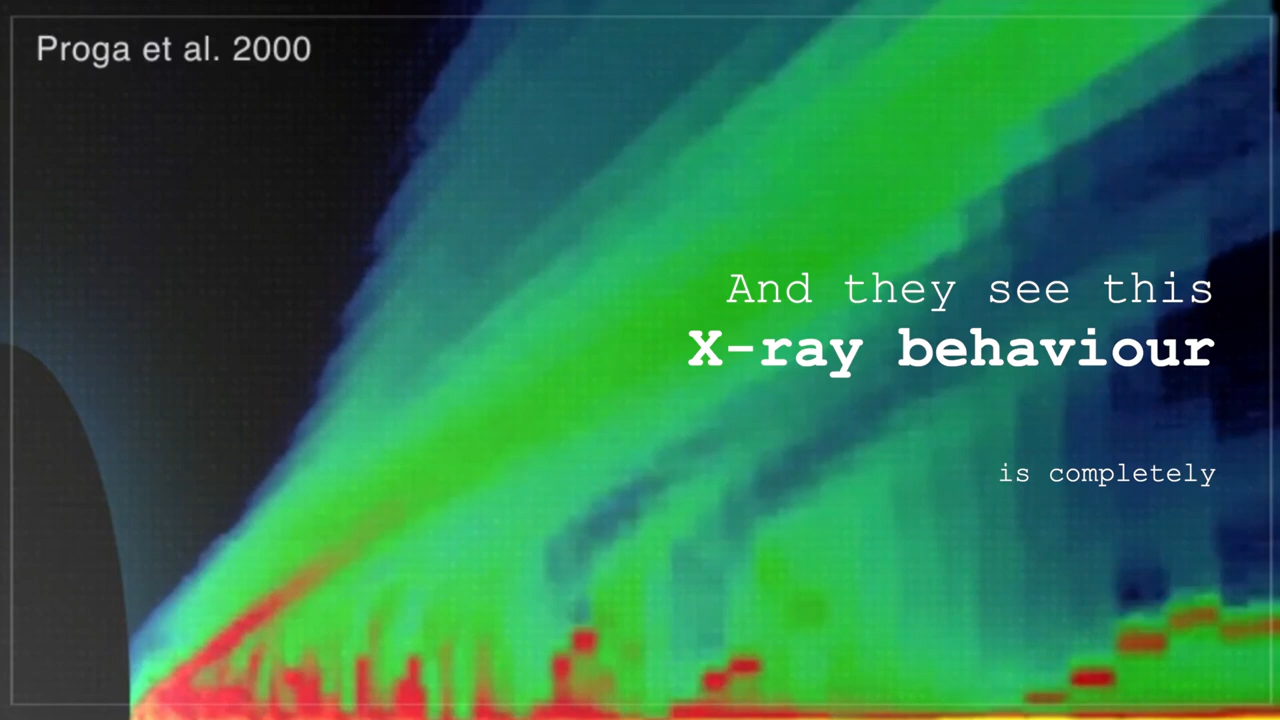 Proga et al. 2000
And they see this
X-ray behaviour
is completely